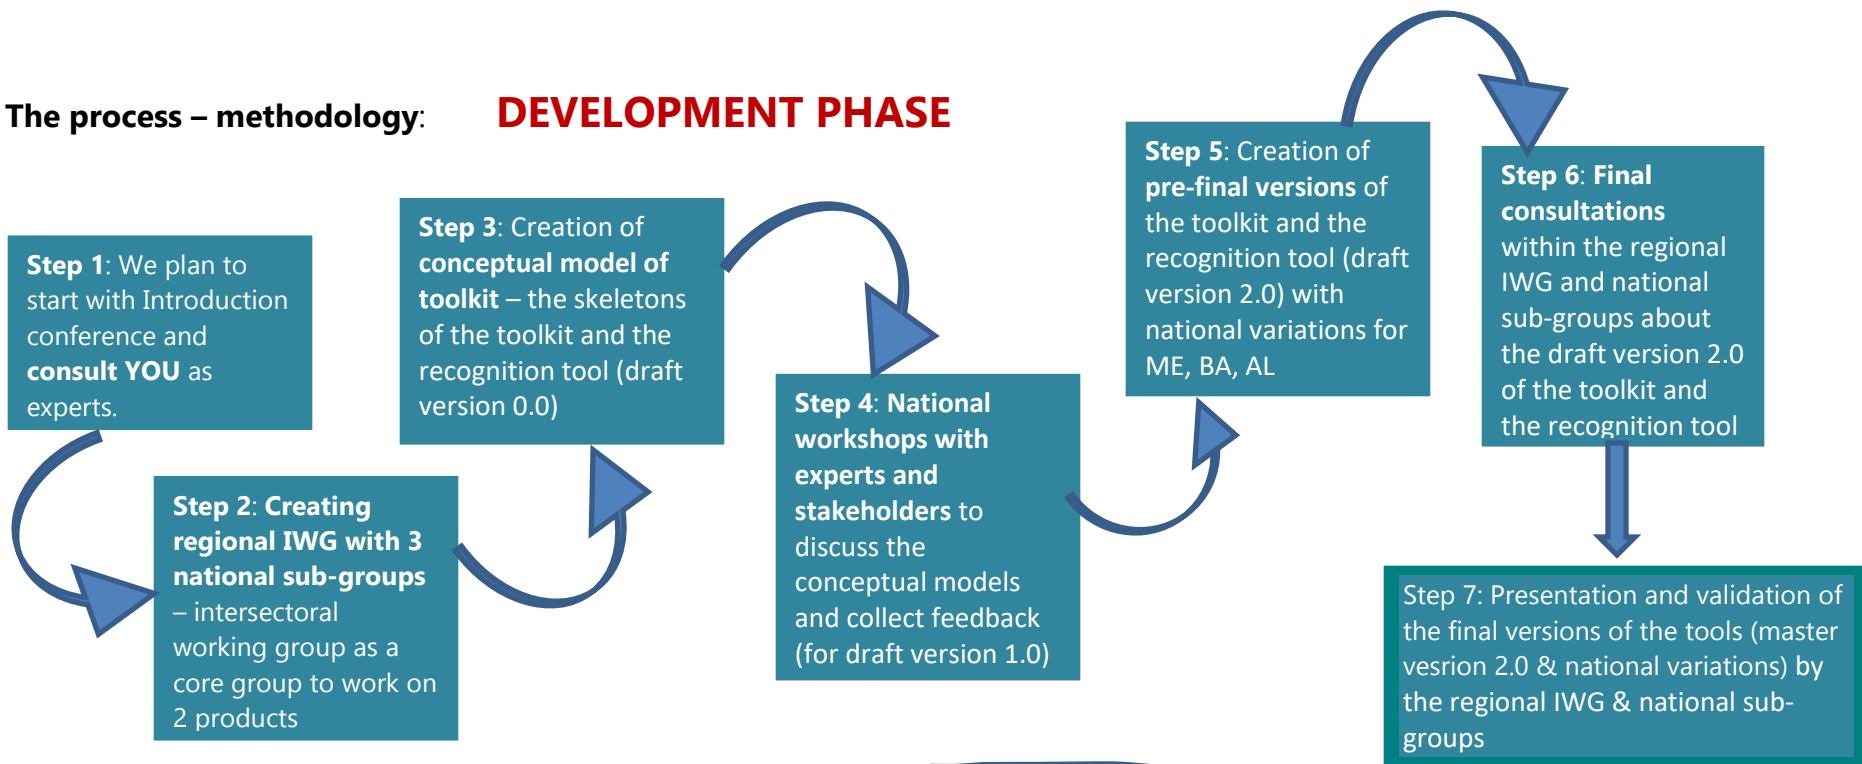 The process – methodology: DEVELOPMENT PHASE
Step 1: We plan to
start with Introduction
conference and
consult YOU as
experts.
Step 2: Creating
regional IWG with 3
national sub-groups
– intersectoral
working group as a
core group to work on
2 products
Step 3: Creation of
conceptual model of
toolkit – the skeletons
of the toolkit and the
recognition tool (draft
version 0.0)
Step 4: National
workshops with
experts and
stakeholders to
discuss the
conceptual models
and collect feedback
(for draft version 1.0)
Step 5: Creation of
pre-final versions of
the toolkit and the
recognition tool (draft
version 2.0) with
national variations for
ME, BA, AL
Step 6: Final
consultations
within the regional
IWG and national
sub-groups about
the draft version 2.0
of the toolkit and
the recognition tool
Step 7: Presentation and validation of
the final versions of the tools (master
vesrion 2.0 & national variations) by
the regional IWG & national sub-
groups